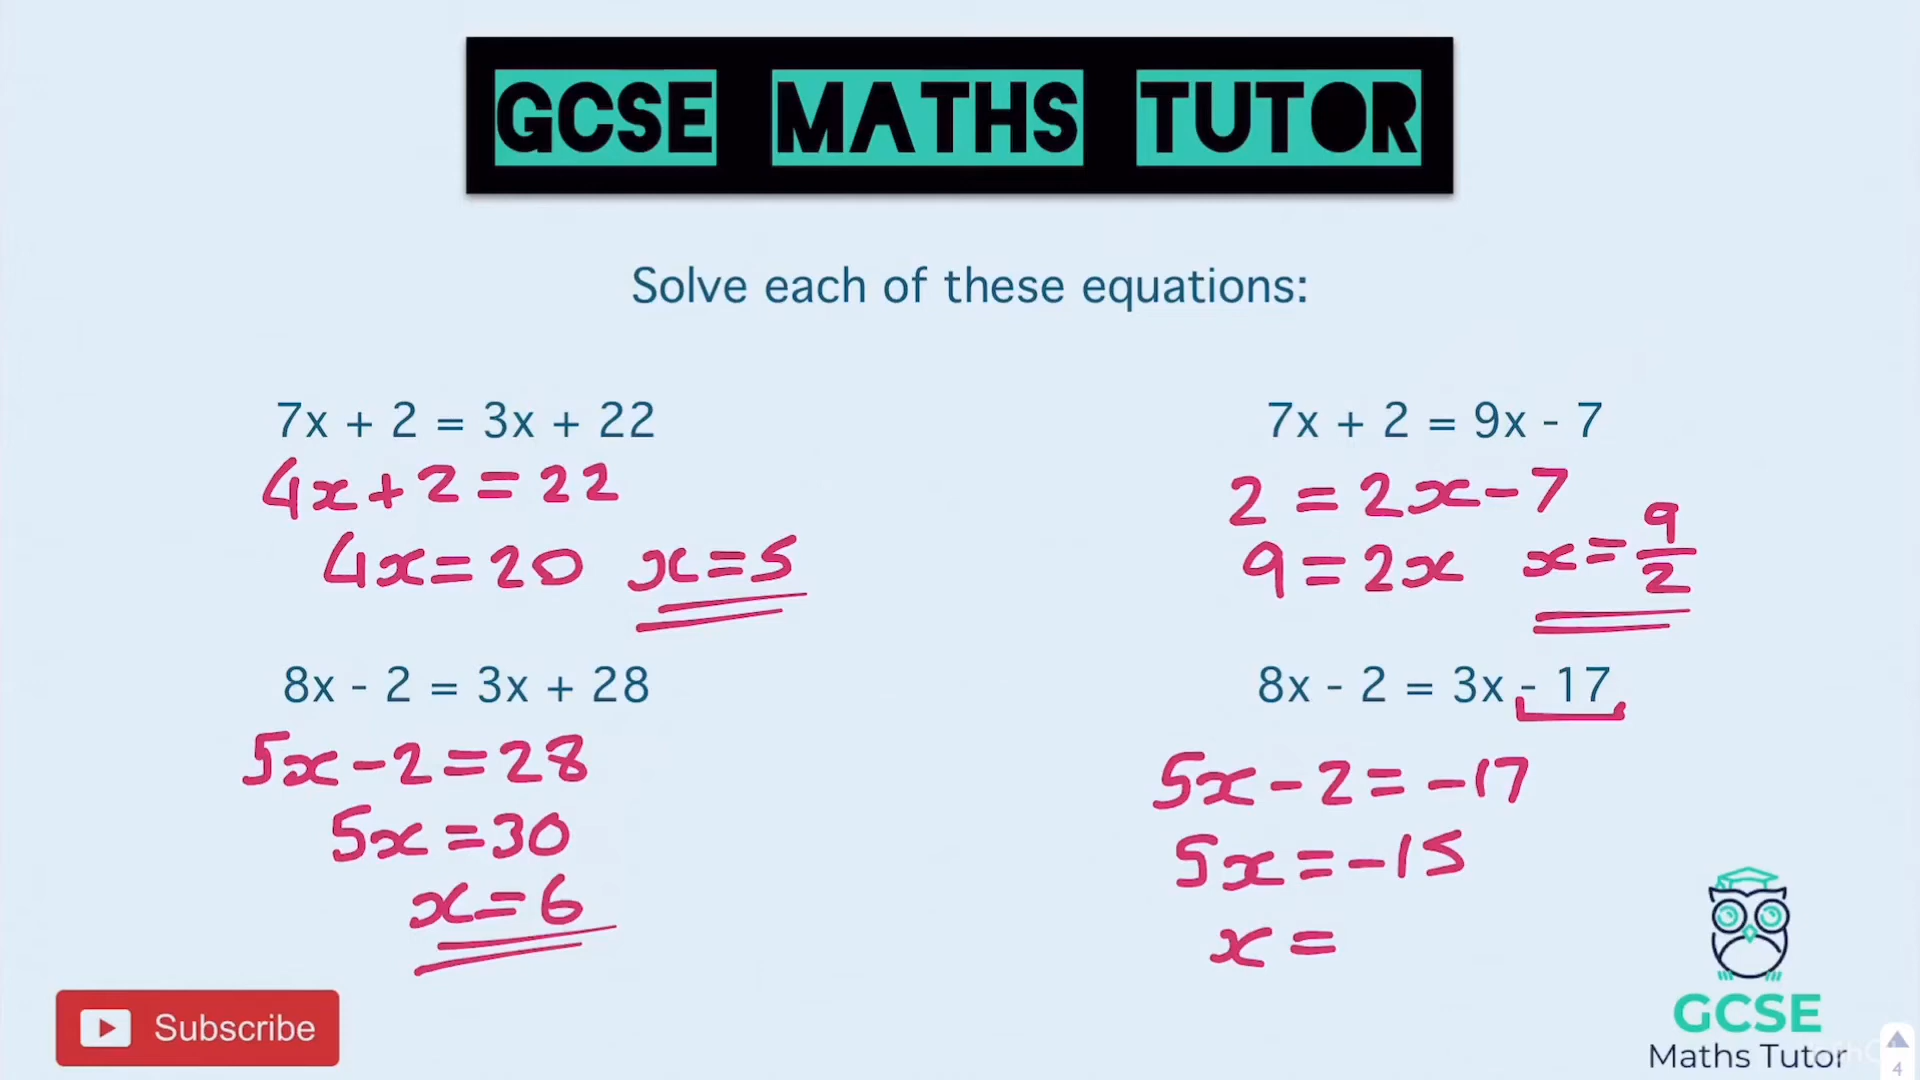 GCSE MATHS TUTOR
Solve each of these equations:
7x + 2 = 3x + 22
4x + 2 = 22
4x = 20 x = 5
7x + 2 = 9x - 7
2 = 2x - 7
9 = 2x x = 9/2
8x - 2 = 3x + 28
5x - 2 = 28
5x = 30
x = 6
8x - 2 = 3x - 17
5x - 2 = -17
5x = -15
x =
Subscribe
GCSE
Maths Tutor
4